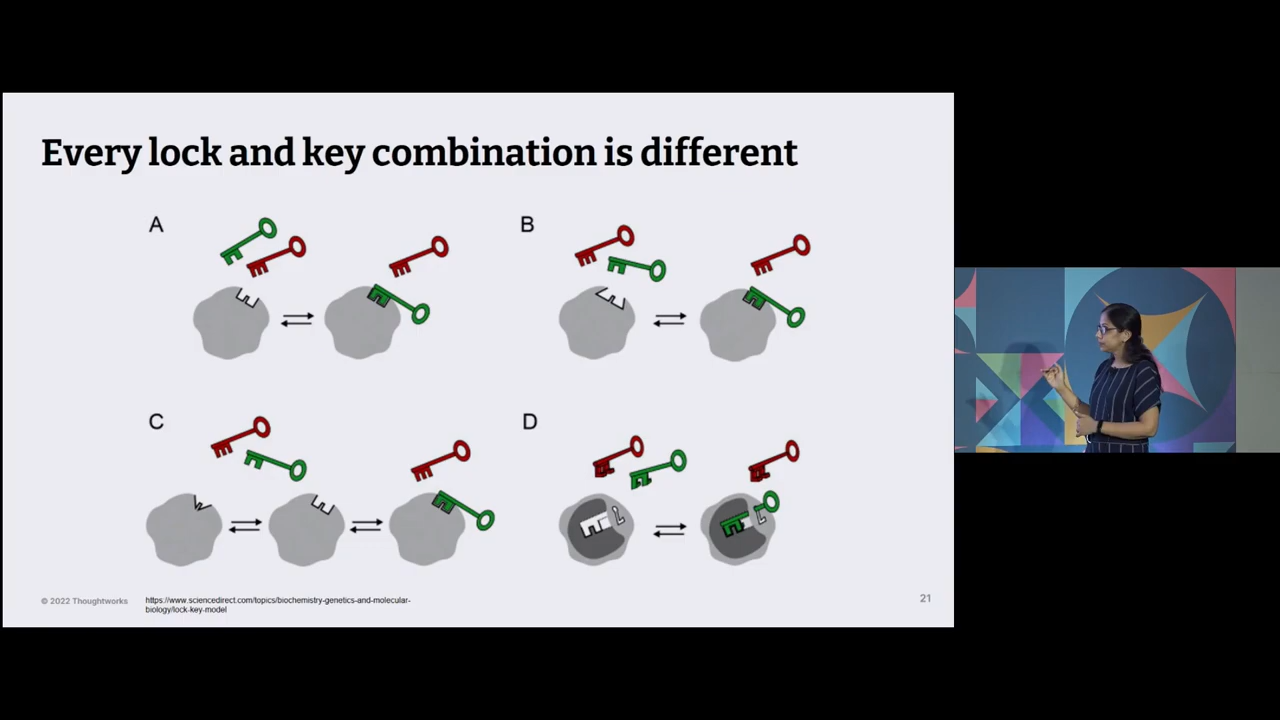 Every lock and key combination is different
A
B
C
D
© 2022 Thoughtworks
https://www.sciencedirect.com/topics/biochemistry-genetics-and-molecular-
biology/lock-key-model
21